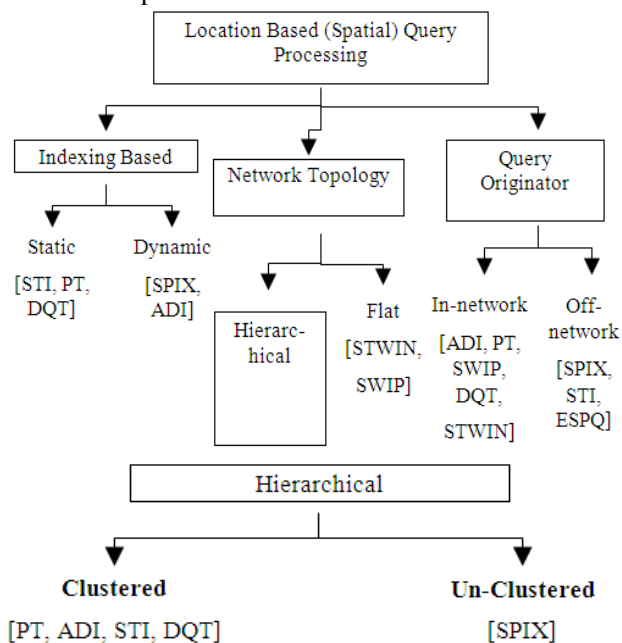 Location Based (Spatial) Query
Processing
Indexing Based
Network Topology
Query
Originator
Static
[STI, PT,
DQT]
Dynamic
[SPIX,
ADI]
Hierarc-
hical
Flat
[STWIN,
SWIP]
In-network
[ADI, PT,
SWIP,
DQT,
STWIN]
Off-
network
[SPIX,
STI,
ESPQ]
Hierarchical
Clustered
[PT, ADI, STI, DQT]
Un-Clustered
[SPIX]